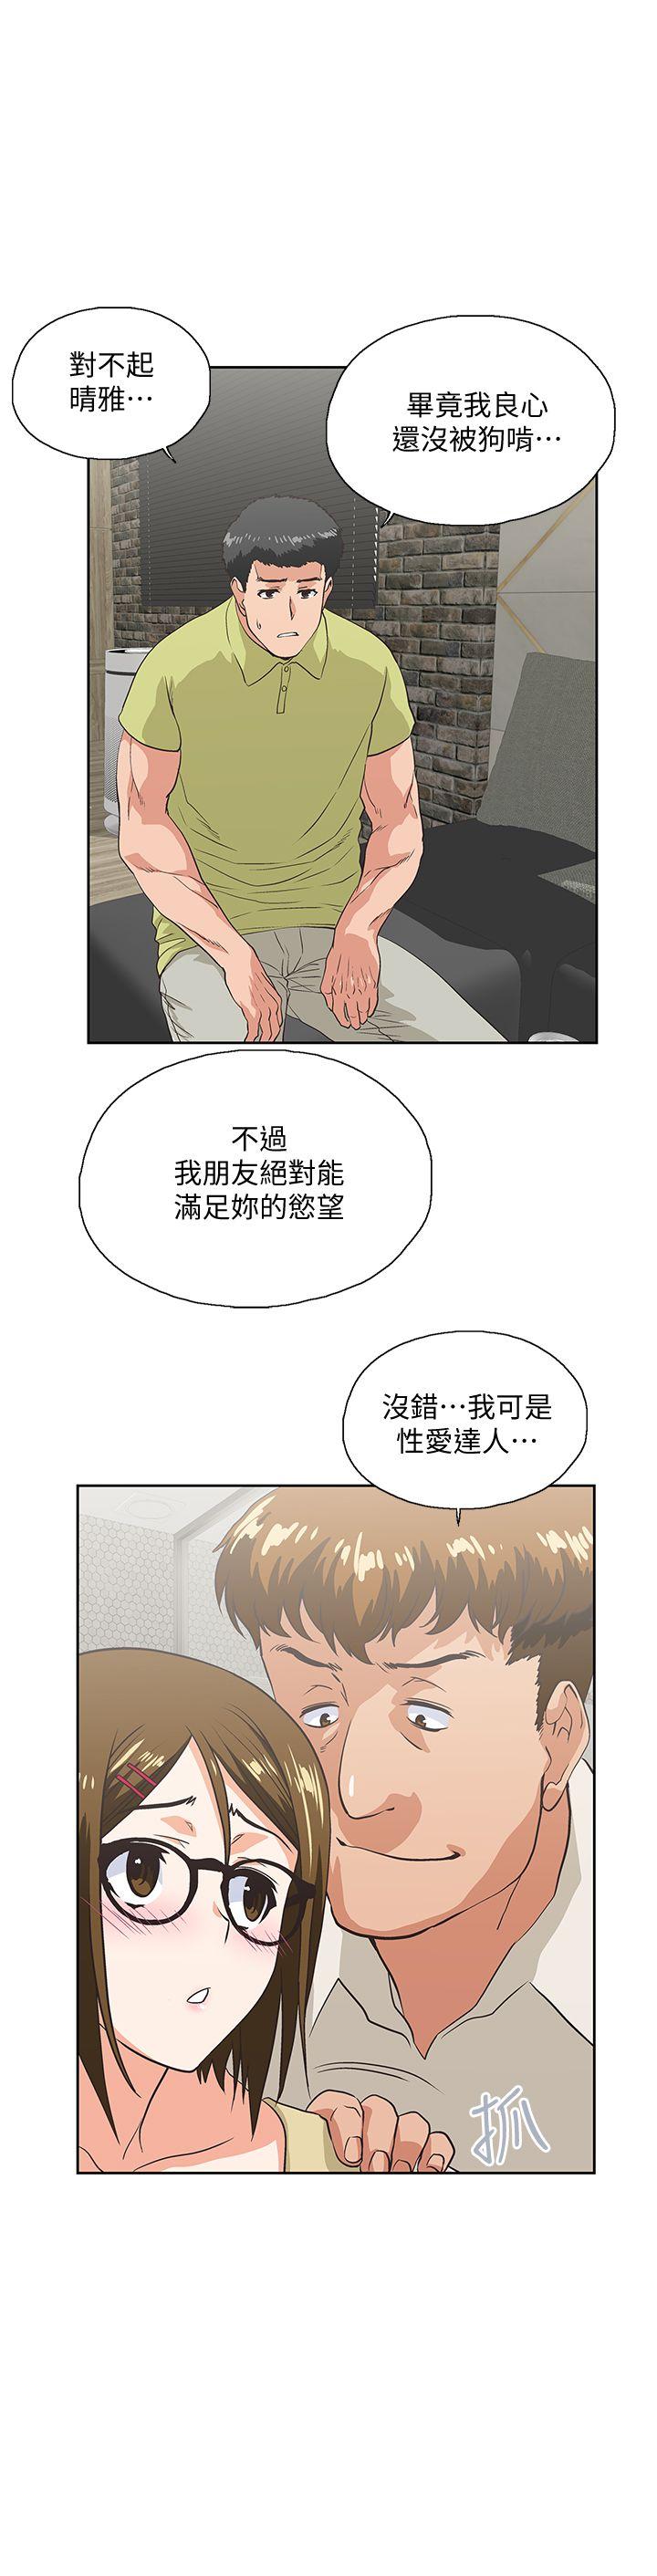 對不起
晴雅…
畢竟我良心
還沒被狗啃…
不過
我朋友絕對能
滿足妳的慾望
沒錯…我可是
性愛達人…
抓